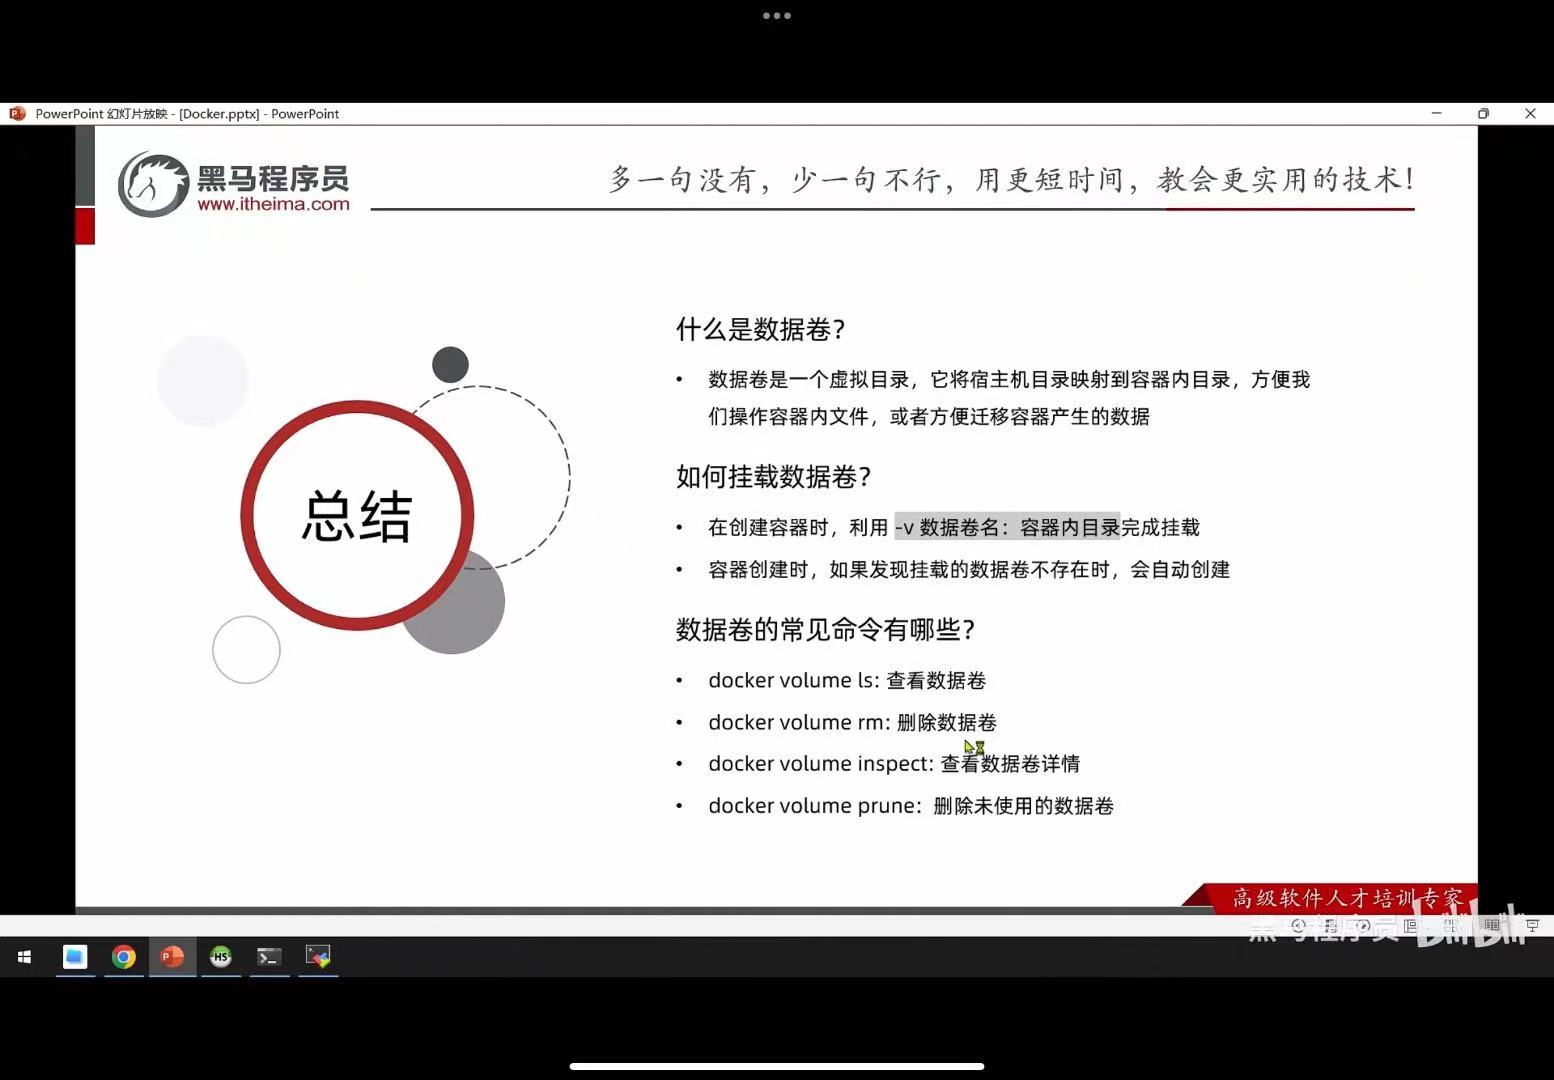 PowerPoint 幻灯片放映 - [Docker.pptx] - PowerPoint
黑马程序员
www.itheima.com
多一句没有，少一句不行，用更短时间，教会更实用的技术！
总结
什么是数据卷？
• 数据卷是一个虚拟目录，它将宿主机目录映射到容器内目录，方便我
们操作容器内文件，或者方便迁移容器产生的数据
如何挂载数据卷？
• 在创建容器时，利用 -v 数据卷名：容器内目录完成挂载
• 容器创建时，如果发现挂载的数据卷不存在时，会自动创建
数据卷的常见命令有哪些？
• docker volume ls: 查看数据卷
• docker volume rm: 删除数据卷
• docker volume inspect: 查看数据卷详情
• docker volume prune：删除未使用的数据卷
高级软件人才培训专家
黑马程序员 bilibili
HS